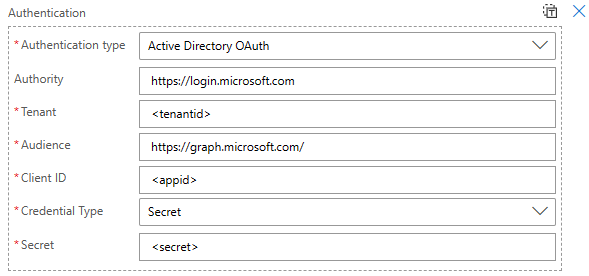 Authentication
* Authentication type Active Directory OAuth
Authority https://login.microsoft.com
* Tenant <tenantid>
* Audience https://graph.microsoft.com/
* Client ID <appid>
* Credential Type Secret
* Secret <secret>